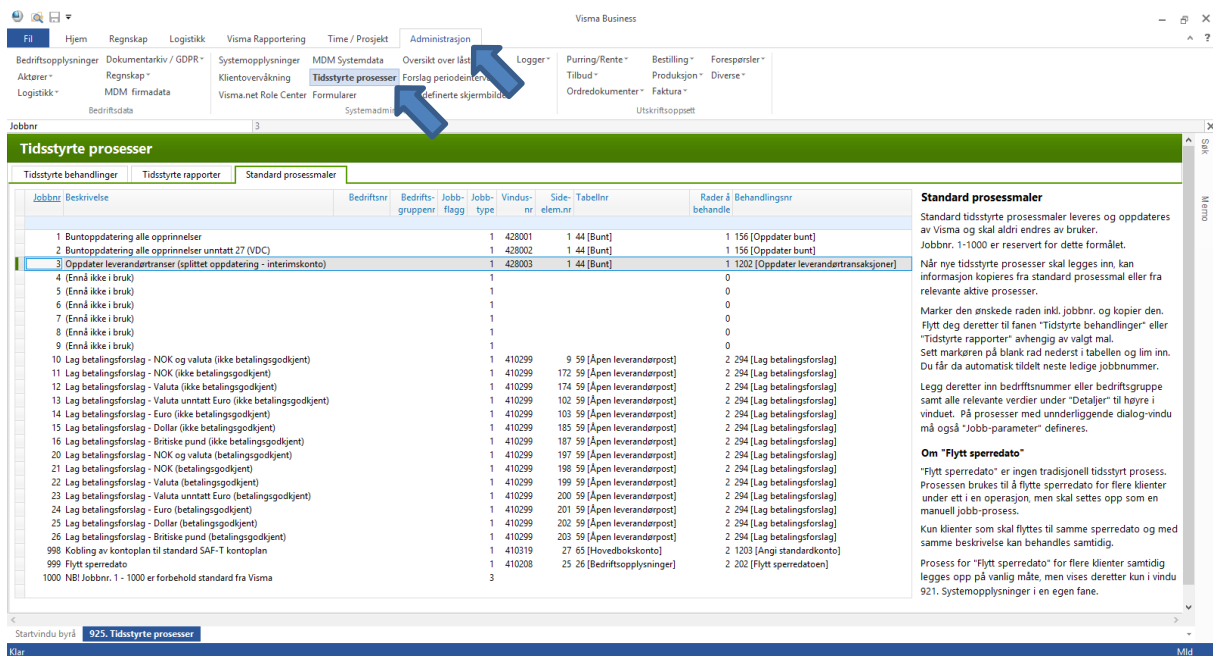 Visma Business
Fil Hjem Regnskap Logistikk Visma Rapportering Time / Prosjekt Administrasjon
Bedriftsopplysninger Dokumentarkiv / GDPR Systemopplysninger MDM Systemdata Oversikt over låst Logger Purring/Rente Bestilling Forespørsler
Aktører Regnskap Klientovervåkning Tidsstyrte prosesser Forslag periodeinterv Tilbud Produksjon Diverse
Logistikk MDM firmadata Visma.net Role Center Formularer definerte skjermbilde Ordredokumenter Faktura
Bedriftsdata Systemadmin Utskriftsoppsett
Jobbnr 3
Tidsstyrte prosesser
Tidsstyrte behandlinger Tidsstyrte rapporter Standard prosessmaler
Jobbnr Beskrivelse Bedriftsnr Bedrifts-gruppenr Jobb-flagg Jobb-type Vindus-nr Side-elem.nr Tabellnr Rader å behandle Behandlingsnr
1 Buntoppdatering alle opprinnelser 1 428001 1 44 [Bunt] 1 156 [Oppdater bunt]
2 Buntoppdatering alle opprinnelser unntatt 27 (VDC) 1 428002 1 44 [Bunt] 1 156 [Oppdater bunt]
3 Oppdater leverandørtranser (splittet oppdatering - interimskonto) 1 428003 1 44 [Bunt] 1 1202 [Oppdater leverandørtransaksjoner]
4 (Ennå ikke i bruk) 1 0
5 (Ennå ikke i bruk) 1 0
6 (Ennå ikke i bruk) 1 0
7 (Ennå ikke i bruk) 1 0
8 (Ennå ikke i bruk) 1 0
9 (Ennå ikke i bruk) 1 0
10 Lag betalingsforslag - NOK og valuta (ikke betalingsgodkjent) 1 410299 9 59 [Åpen leverandørpost] 2 294 [Lag betalingsforslag]
11 Lag betalingsforslag - NOK (ikke betalingsgodkjent) 1 410299 172 59 [Åpen leverandørpost] 2 294 [Lag betalingsforslag]
12 Lag betalingsforslag - Valuta (ikke betalingsgodkjent) 1 410299 174 59 [Åpen leverandørpost] 2 294 [Lag betalingsforslag]
13 Lag betalingsforslag - Valuta unntatt Euro (ikke betalingsgodkjent) 1 410299 102 59 [Åpen leverandørpost] 2 294 [Lag betalingsforslag]
14 Lag betalingsforslag - Euro (ikke betalingsgodkjent) 1 410299 103 59 [Åpen leverandørpost] 2 294 [Lag betalingsforslag]
15 Lag betalingsforslag - Dollar (ikke betalingsgodkjent) 1 410299 185 59 [Åpen leverandørpost] 2 294 [Lag betalingsforslag]
16 Lag betalingsforslag - Britiske pund (ikke betalingsgodkjent) 1 410299 187 59 [Åpen leverandørpost] 2 294 [Lag betalingsforslag]
20 Lag betalingsforslag - NOK og valuta (betalingsgodkjent) 1 410299 197 59 [Åpen leverandørpost] 2 294 [Lag betalingsforslag]
21 Lag betalingsforslag - NOK (betalingsgodkjent) 1 410299 198 59 [Åpen leverandørpost] 2 294 [Lag betalingsforslag]
22 Lag betalingsforslag - Valuta (betalingsgodkjent) 1 410299 199 59 [Åpen leverandørpost] 2 294 [Lag betalingsforslag]
23 Lag betalingsforslag - Valuta unntatt Euro (betalingsgodkjent) 1 410299 200 59 [Åpen leverandørpost] 2 294 [Lag betalingsforslag]
24 Lag betalingsforslag - Euro (betalingsgodkjent) 1 410299 201 59 [Åpen leverandørpost] 2 294 [Lag betalingsforslag]
25 Lag betalingsforslag - Dollar (betalingsgodkjent) 1 410299 202 59 [Åpen leverandørpost] 2 294 [Lag betalingsforslag]
26 Lag betalingsforslag - Britiske pund (betalingsgodkjent) 1 410299 203 59 [Åpen leverandørpost] 2 294 [Lag betalingsforslag]
998 Kobling av kontoplan til standard SAF-T kontoplan 1 410319 27 65 [Hovedbokskonto] 2 1203 [Angi standardkonto]
999 Flytt sperredato 1 410208 25 26 [Bedriftsopplysninger] 2 202 [Flytt sperredatoen]
1000 NB! Jobbnr. 1 - 1000 er forbehold standard fra Visma 3
Standard prosessmaler
Standard tidsstyrte prosessmaler leveres og oppdateres
av Visma og skal aldri endres av bruker.
Jobbnr. 1-1000 er reservert for dette formålet.
Når nye tidsstyrte prosesser skal legges inn, kan
informasjon kopieres fra standard prosessmal eller fra
relevante aktive prosesser.
Marker den ønskede raden inkl. jobbnr. og kopier den.
Flytt deg deretter til fanen "Tidstyrte behandlinger" eller
"Tidstyrte rapporter" avhengig av valgt mal.
Sett markøren på blank rad nederst i tabellen og lim inn.
Du får da automatisk tildelt neste ledige jobbnummer.
Legg deretter inn bedrfftsnummer eller bedriftsgruppe
samt alle relevante verdier under "Detaljer" til høyre i
vinduet. På prosesser med unnderliggende dialog-vindu
må også "Jobb-parameter" defineres.
Om "Flytt sperredato"
"Flytt sperredato" er ingen tradisjonell tidsstyrt prosess.
Prosessen brukes til å flytte sperredato for flere klienter
under ett i en operasjon, men skal settes opp som en
manuell jobb-prosess.
Kun klienter som skal flyttes til samme sperredato og med
samme beskrivelse kan behandles samtidig.
Prosess for "Flytt sperredato" for flere klienter samtidig
legges opp på vanlig måte, men vises deretter kun i vindu
921. Systemopplysninger i en egen fane.
Søk
Memo
Startvindu byrå 925. Tidsstyrte prosesser
Klar Mld